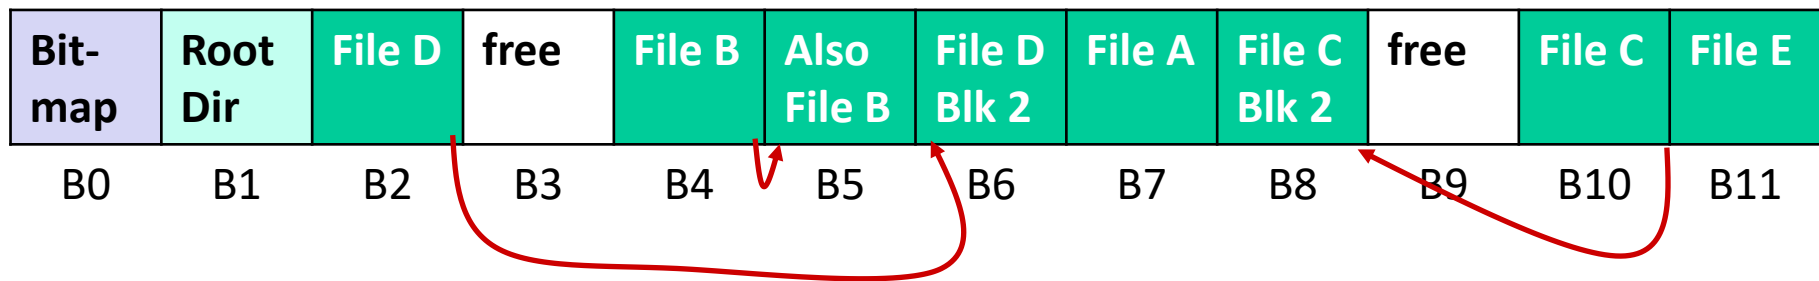 Bit-
map
Root
Dir
File D
free
File B
Also
File B
File D
Blk 2
File A
File C
Blk 2
free
File C
File E
B0 B1 B2 B3 B4 B5 B6 B7 B8 B9 B10 B11